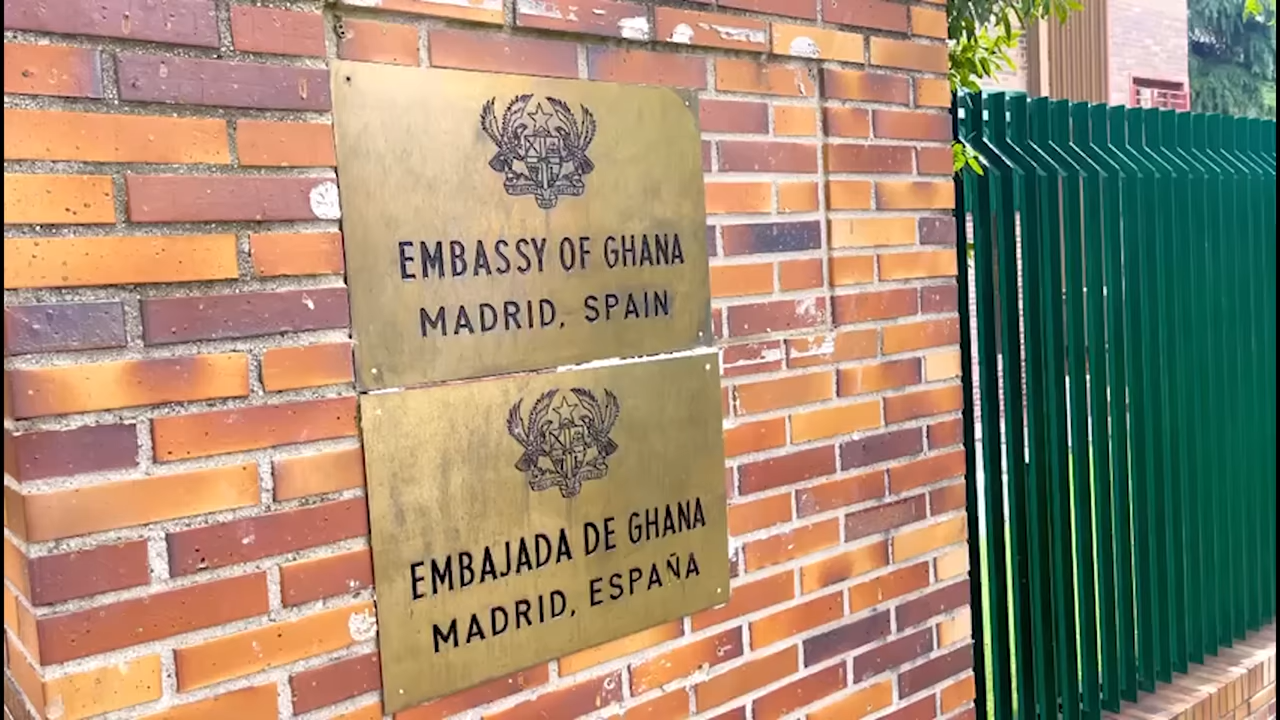 EMBASSY OF GHANA
MADRID, SPAIN
EMBAJADA DE GHANA
MADRID, ESPAÑA